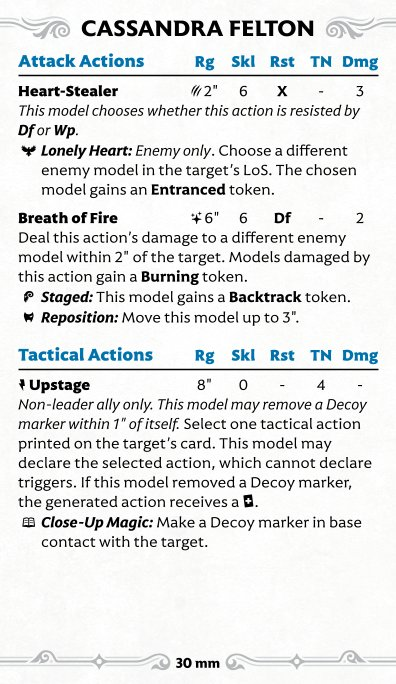 CASSANDRA FELTON
Attack Actions Rg Skl Rst TN Dmg
Heart-Stealer 2" 6 X - 3
This model chooses whether this action is resisted by
Df or Wp.
Lonely Heart: Enemy only. Choose a different
enemy model in the target's LoS. The chosen
model gains an Entranced token.
Breath of Fire 6" 6 Df - 2
Deal this action's damage to a different enemy
model within 2" of the target. Models damaged by
this action gain a Burning token.
Staged: This model gains a Backtrack token.
Reposition: Move this model up to 3".
Tactical Actions Rg Skl Rst TN Dmg
Upstage 8" 0 - 4 -
Non-leader ally only. This model may remove a Decoy
marker within 1" of itself. Select one tactical action
printed on the target's card. This model may
declare the selected action, which cannot declare
triggers. If this model removed a Decoy marker,
the generated action receives a .
Close-Up Magic: Make a Decoy marker in base
contact with the target.
30 mm